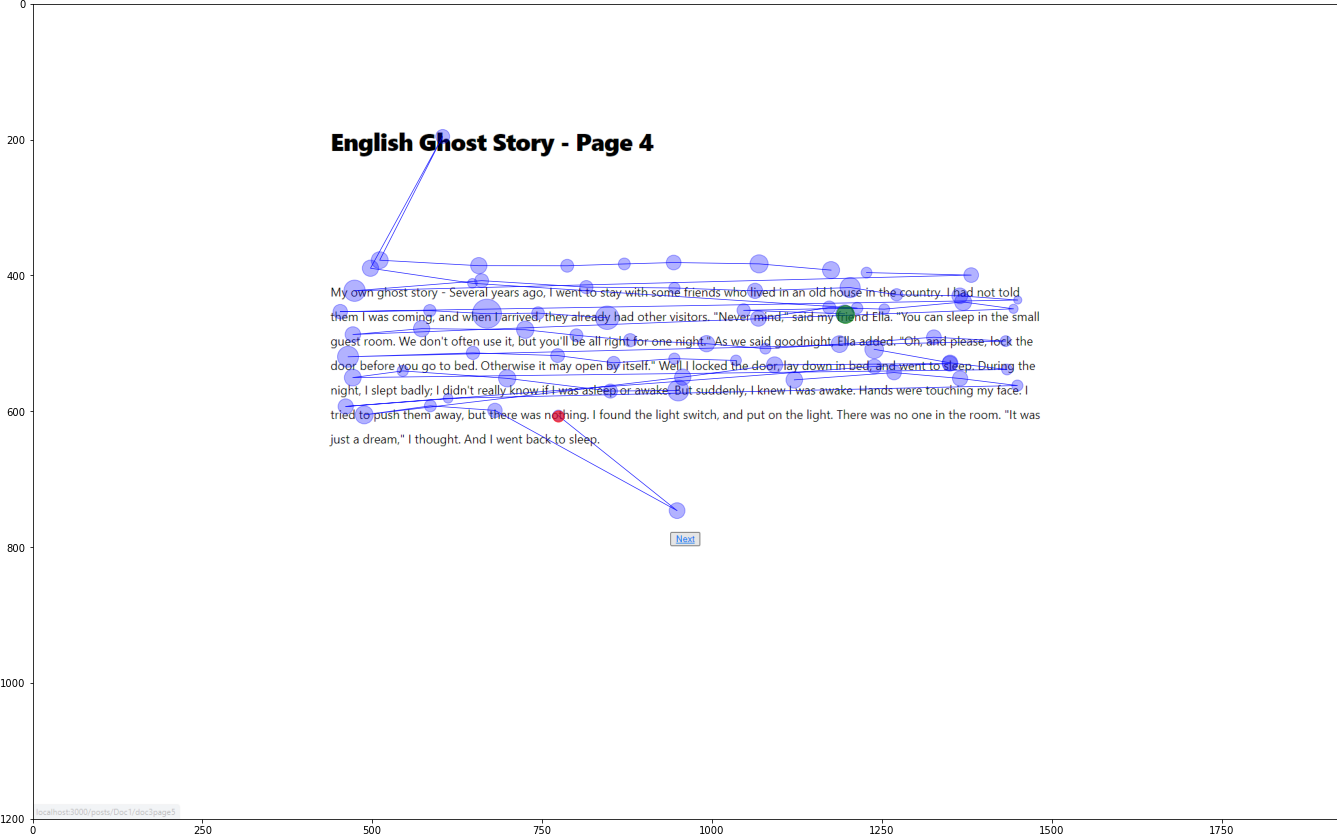 0
200
English Ghost Story - Page 4
400
My own ghost story - Several years ago, I went to stay with some friends who lived in an old house in the country. I had not told
them I was coming, and when I arrived, they already had other visitors. "Never mind," said my friend Ella. "You can sleep in the small
guest room. We don't often use it, but you'll be all right for one night." As we said goodnight, Ella added. "Oh, and please, lock the
door before you go to bed. Otherwise it may open by itself." Well I locked the door, lay down in bed, and went to sleep. During the
night, I slept badly; I didn't really know if I was asleep or awake. But suddenly, I knew I was awake. Hands were touching my face. I
600
tried to push them away, but there was nothing. I found the light switch, and put on the light. There was no one in the room. "It was
just a dream," I thought. And I went back to sleep.
Next
800
1000
localhost:3000/posts/Doc1/doc3page5
1200
0 250 500 750 1000 1250 1500 1750